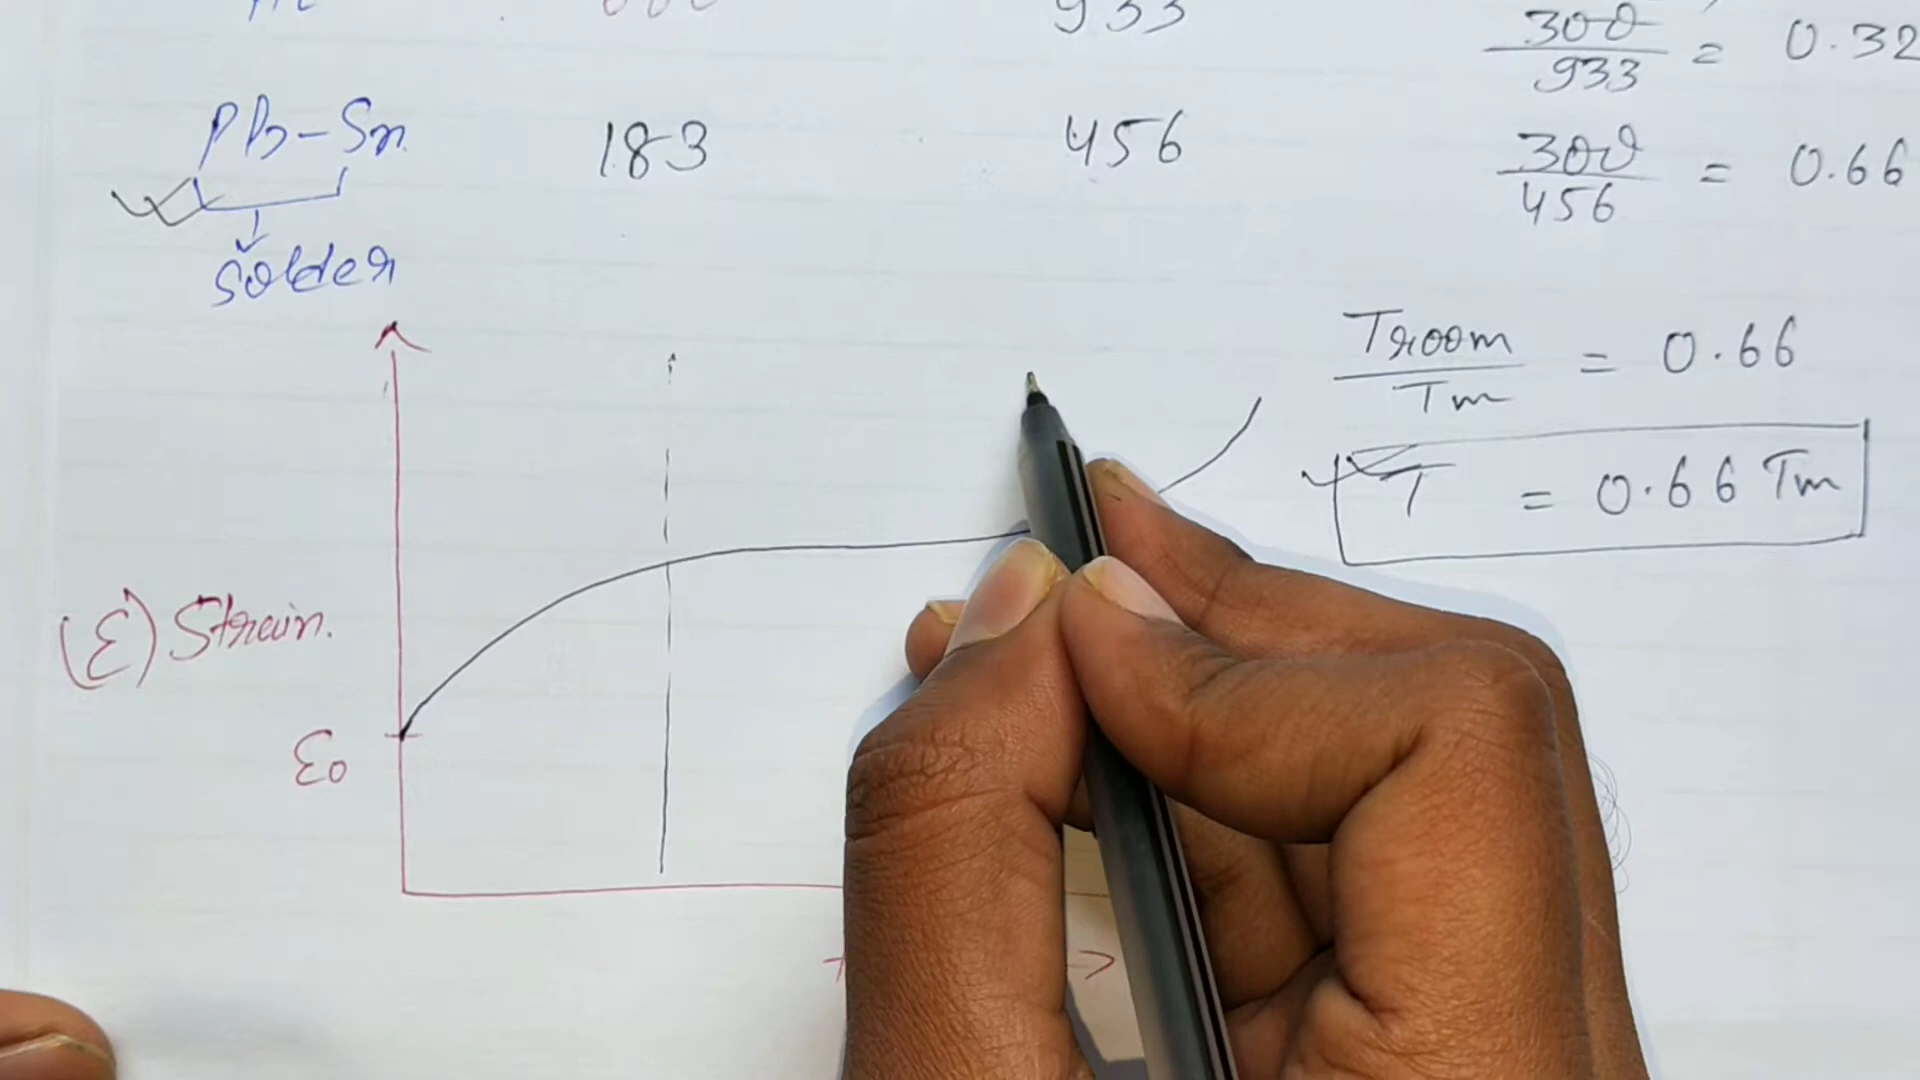 933
300/933 = 0.32
Pb-Sn 183 456 300/456 = 0.66
Solder
Troom/Tm = 0.66
T = 0.66 Tm
(ε) Strain.
ε0